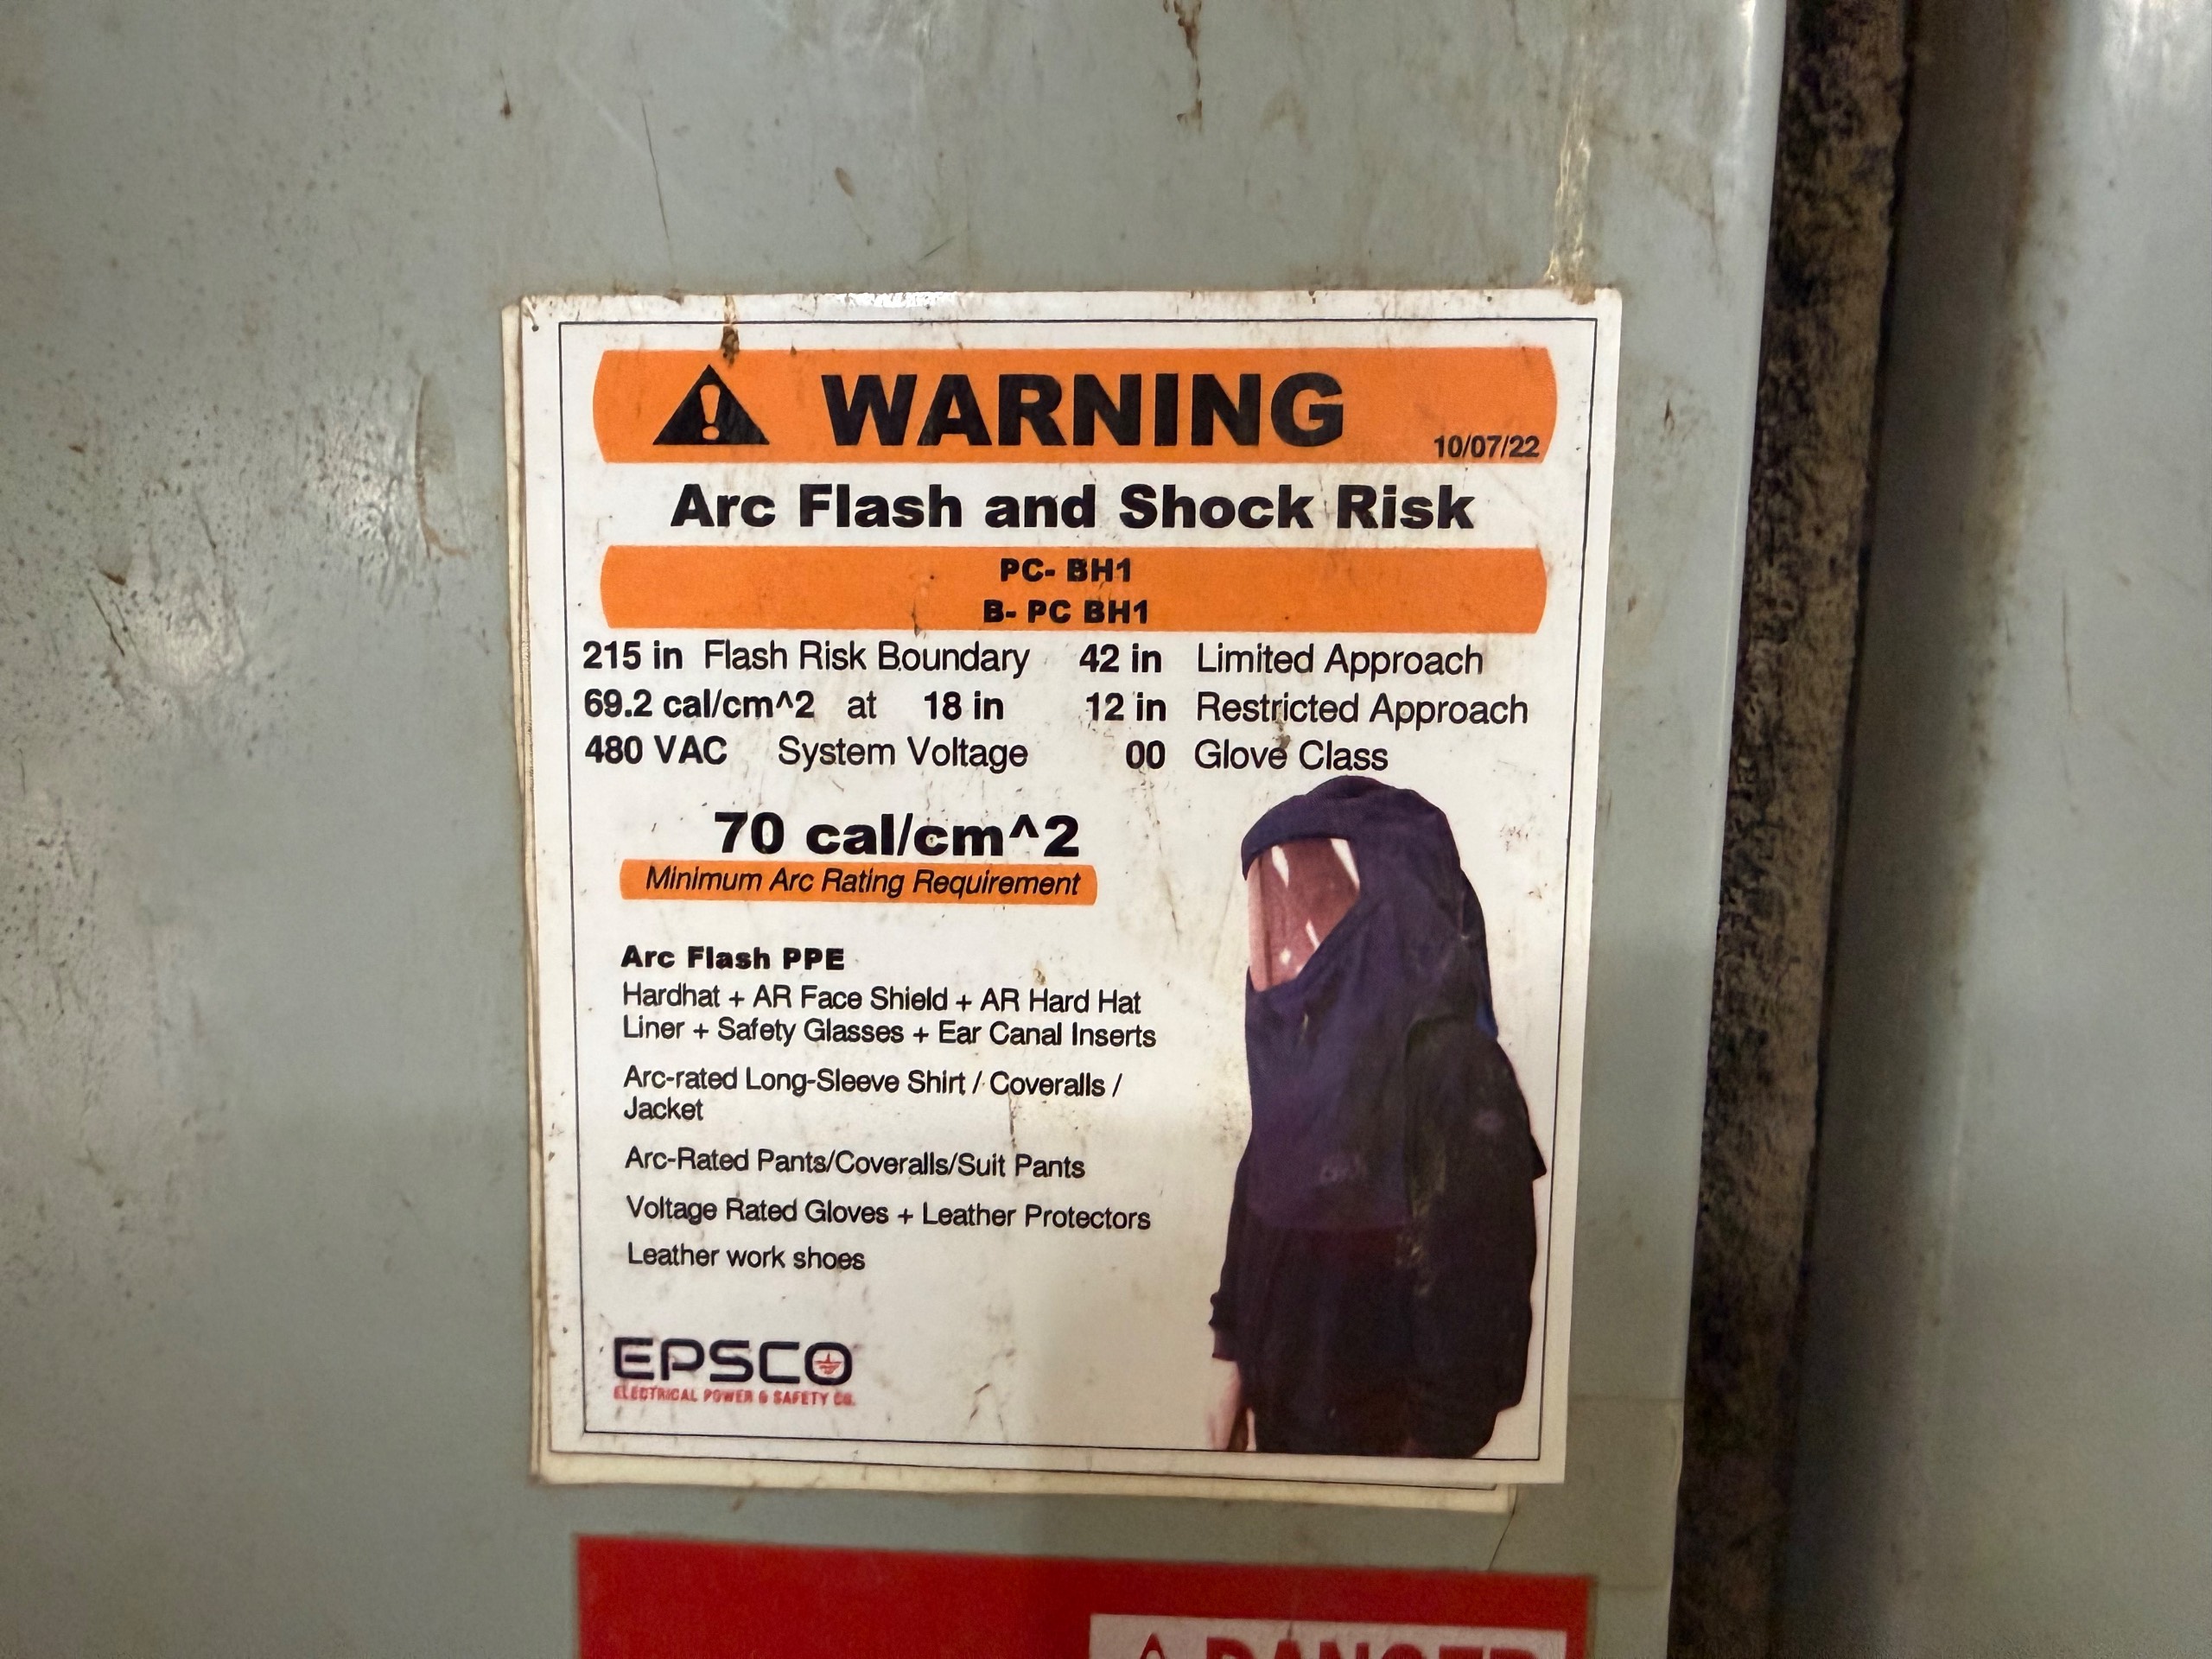 WARNING
10/07/22
Arc Flash and Shock Risk
PC- BH1
B- PC BH1
215 in Flash Risk Boundary 42 in Limited Approach
69.2 cal/cm^2 at 18 in 12 in Restricted Approach
480 VAC System Voltage 00 Glove Class
70 cal/cm^2
Minimum Arc Rating Requirement
Arc Flash PPE
Hardhat + AR Face Shield + AR Hard Hat
Liner + Safety Glasses + Ear Canal Inserts
Arc-rated Long-Sleeve Shirt / Coveralls /
Jacket
Arc-Rated Pants/Coveralls/Suit Pants
Voltage Rated Gloves + Leather Protectors
Leather work shoes
EPSCO
ELECTRICAL POWER & SAFETY CO.
DANGER